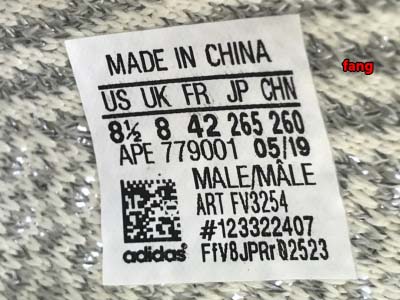 MADE IN CHINA
fang
US UK FR JP CHN
8½ 8 42 265 260
APE 779001 05/19
MALE/MÂLE
ART FV3254
#123322407
adidas FfV8JPRr02523